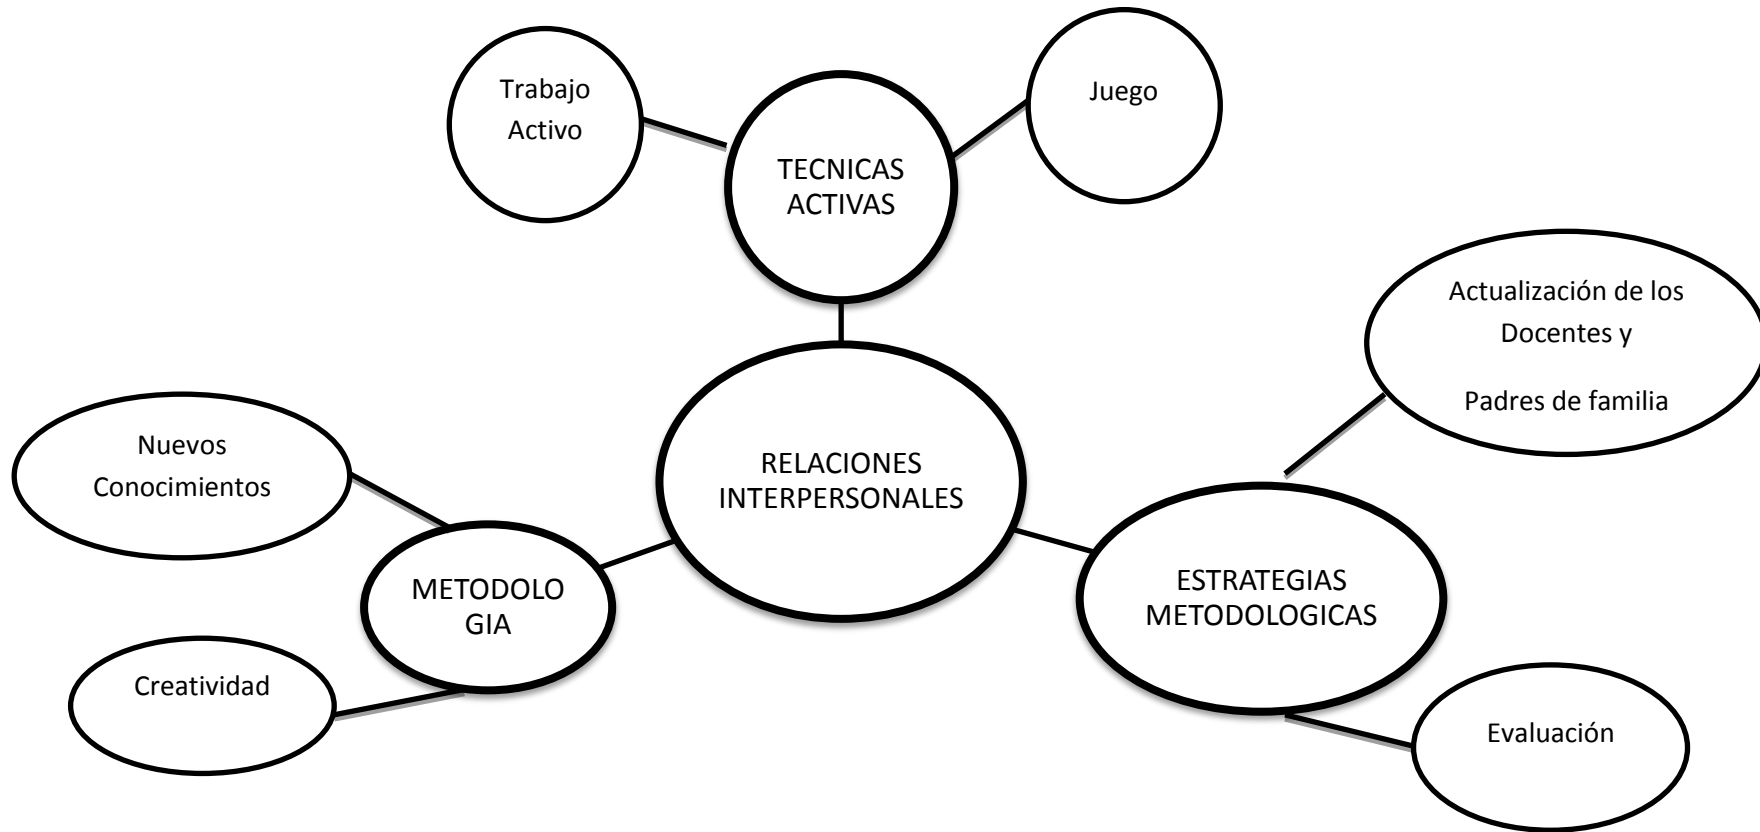 Trabajo
Activo
Juego
TECNICAS
ACTIVAS
Actualización de los
Docentes y
Padres de familia
Nuevos
Conocimientos
RELACIONES
INTERPERSONALES
METODOLO
GIA
ESTRATEGIAS
METODOLOGICAS
Creatividad
Evaluación